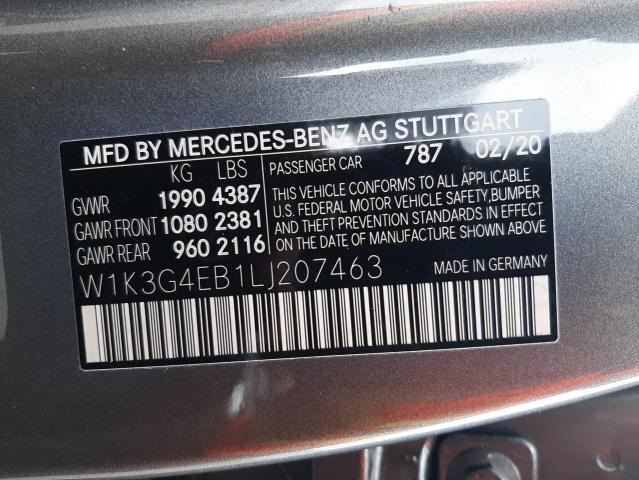 MFD BY MERCEDES-BENZ AG STUTTGART
KG LBS PASSENGER CAR 787 02/20
GVWR 1990 4387
GAWR FRONT 1080 2381
GAWR REAR 960 2116
THIS VEHICLE CONFORMS TO ALL APPLICABLE
U.S. FEDERAL MOTOR VEHICLE SAFETY, BUMPER
AND THEFT PREVENTION STANDARDS IN EFFECT
ON THE DATE OF MANUFACTURE SHOWN ABOVE
W1K3G4EB1LJ207463 MADE IN GERMANY